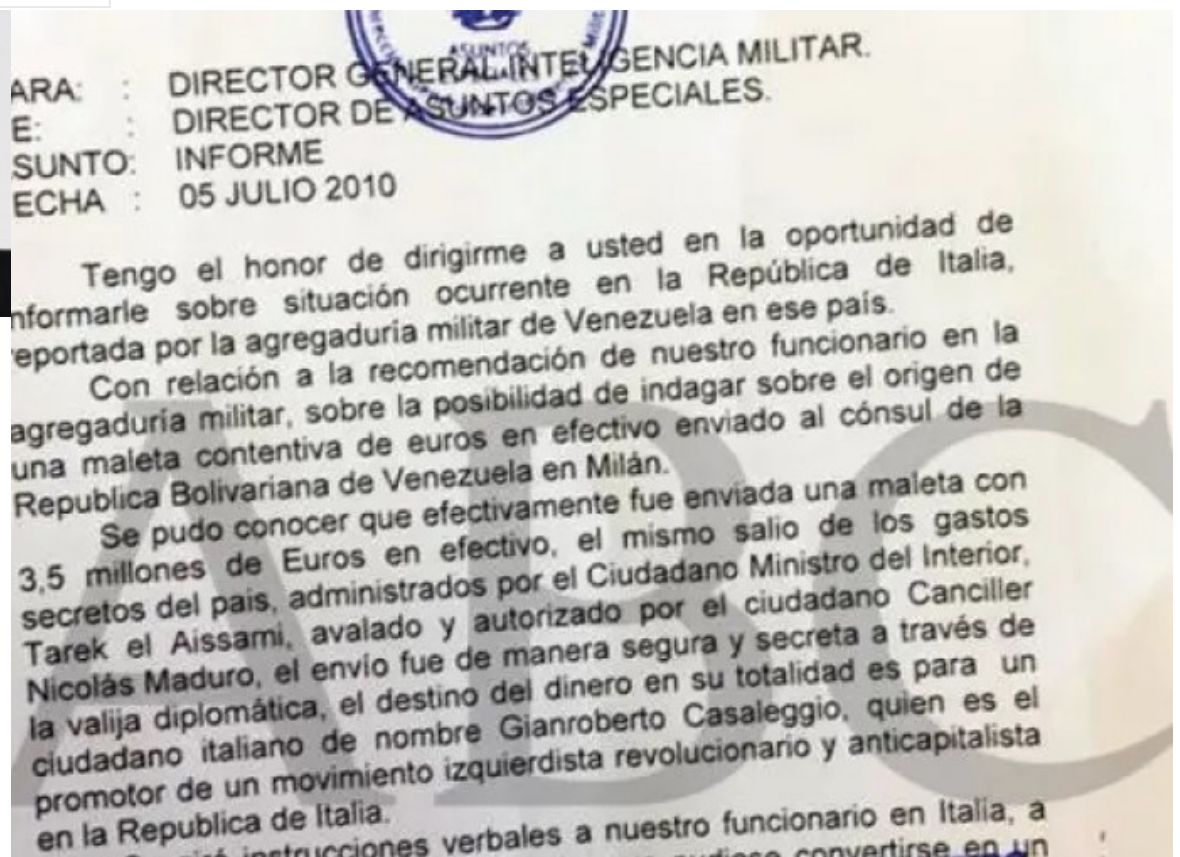 ASUNTOS
ARA: : DIRECTOR GENERAL INTELIGENCIA MILITAR.
E: : DIRECTOR DE ASUNTOS ESPECIALES.
SUNTO: INFORME
ECHA : 05 JULIO 2010
Tengo el honor de dirigirme a usted en la oportunidad de
nformarle sobre situación ocurrente en la República de Italia,
eportada por la agregaduría militar de Venezuela en ese país.
Con relación a la recomendación de nuestro funcionario en la
agregaduría militar, sobre la posibilidad de indagar sobre el origen de
una maleta contentiva de euros en efectivo enviado al cónsul de la
Republica Bolivariana de Venezuela en Milán.
Se pudo conocer que efectivamente fue enviada una maleta con
3,5 millones de Euros en efectivo, el mismo salio de los gastos
secretos del pais, administrados por el Ciudadano Ministro del Interior,
Tarek el Aissami, avalado y autorizado por el ciudadano Canciller
Nicolás Maduro, el envío fue de manera segura y secreta a través de
la valija diplomática, el destino del dinero en su totalidad es para un
ciudadano italiano de nombre Gianroberto Casaleggio, quien es el
promotor de un movimiento izquierdista revolucionario y anticapitalista
en la Republica de Italia.
instrucciones verbales a nuestro funcionario en Italia, a
convertirse en un
ABC